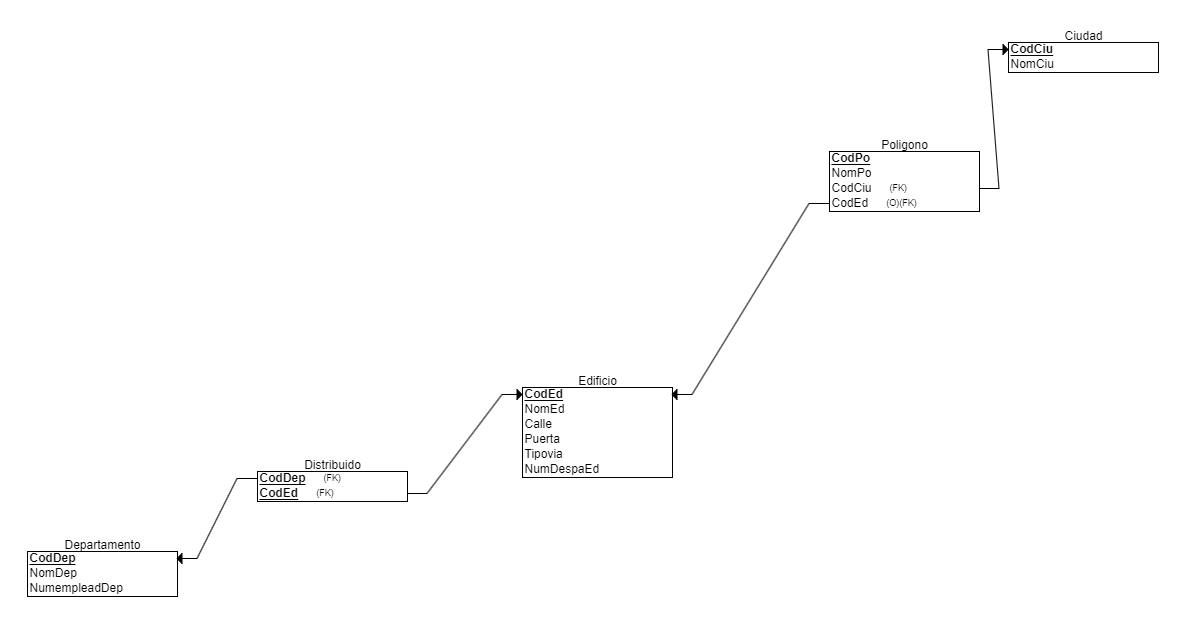 Ciudad
CodCiu
NomCiu
Poligono
CodPo
NomPo
CodCiu (FK)
CodEd (O)(FK)
Edificio
CodEd
NomEd
Calle
Puerta
Tipovia
NumDespaEd
Distribuido
CodDep (FK)
CodEd (FK)
Departamento
CodDep
NomDep
NumempleadDep